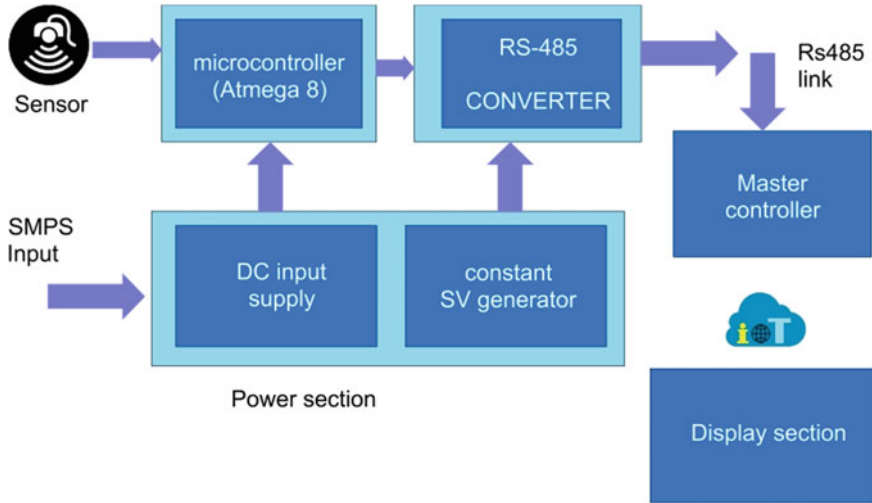 Sensor
microcontroller
(Atmega 8)
RS-485
CONVERTER
Rs485
link
Master
controller
SMPS
Input
DC input
supply
constant
SV generator
Power section
ioT
Display section